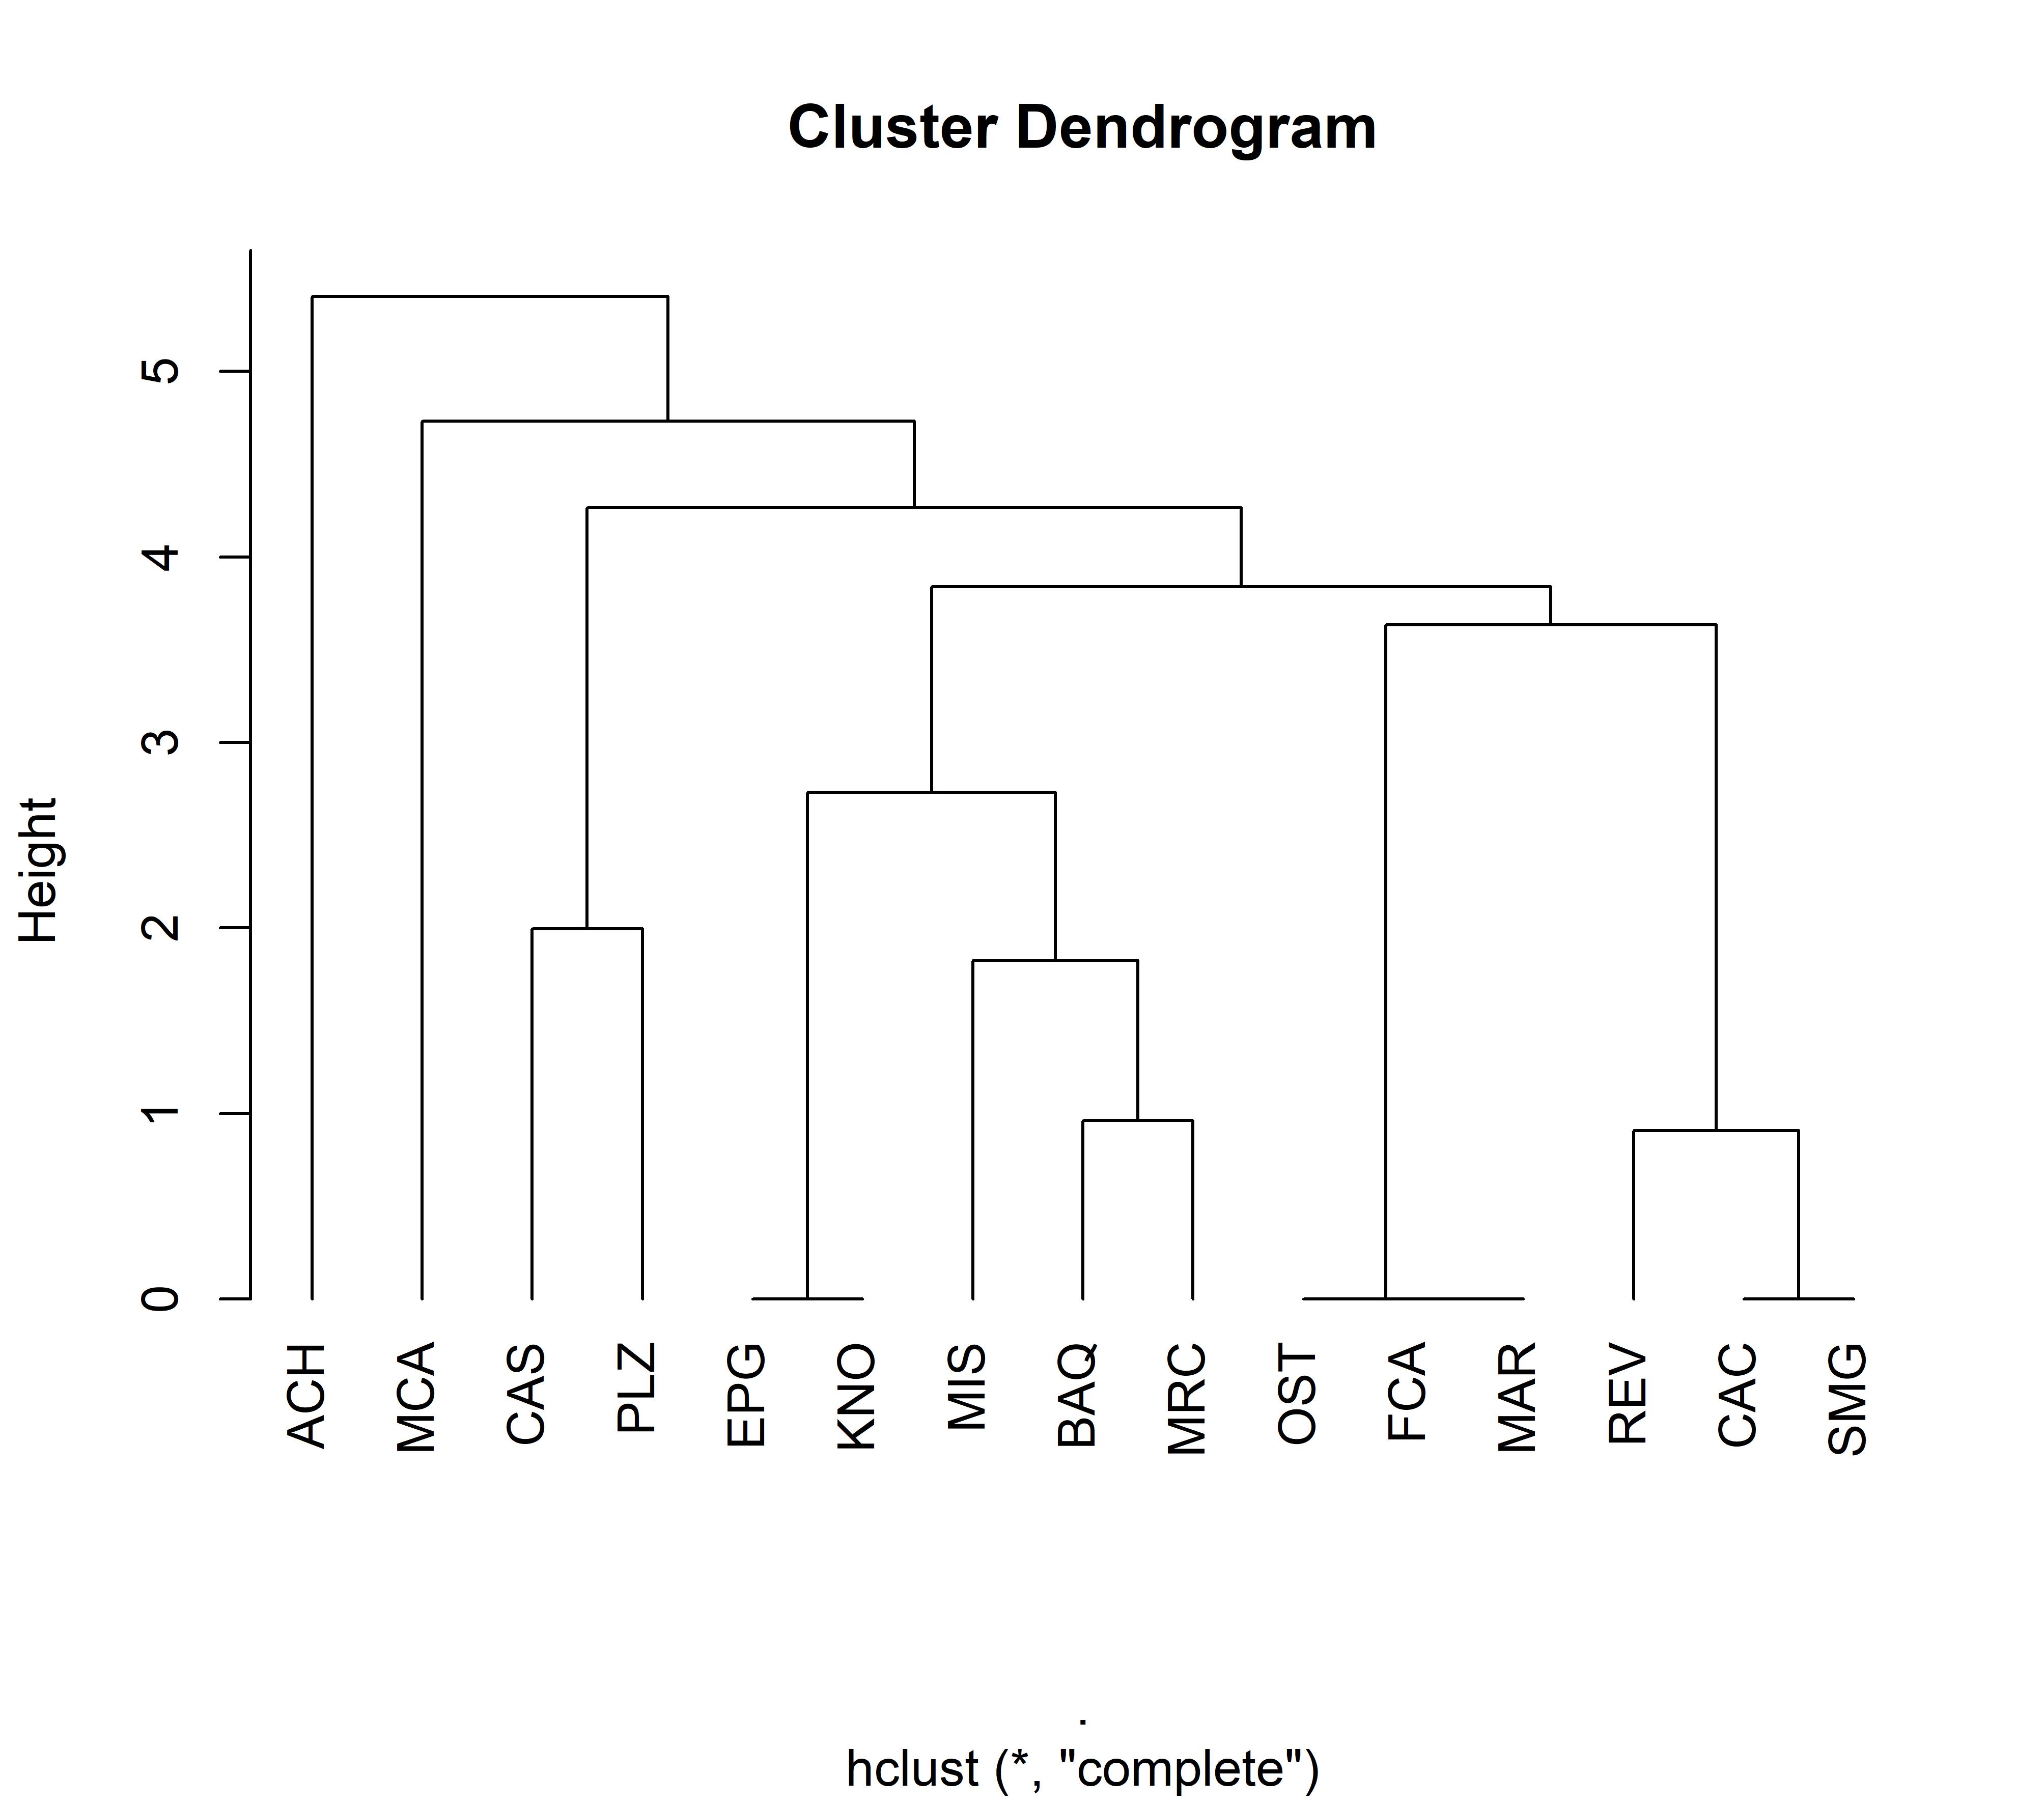 Cluster Dendrogram
Height
5
4
3
2
1
0
ACH
MCA
CAS
PLZ
EPG
KNO
MIS
BAQ
MRC
OST
FCA
MAR
REV
CAC
SMG
.
hclust (*, "complete")